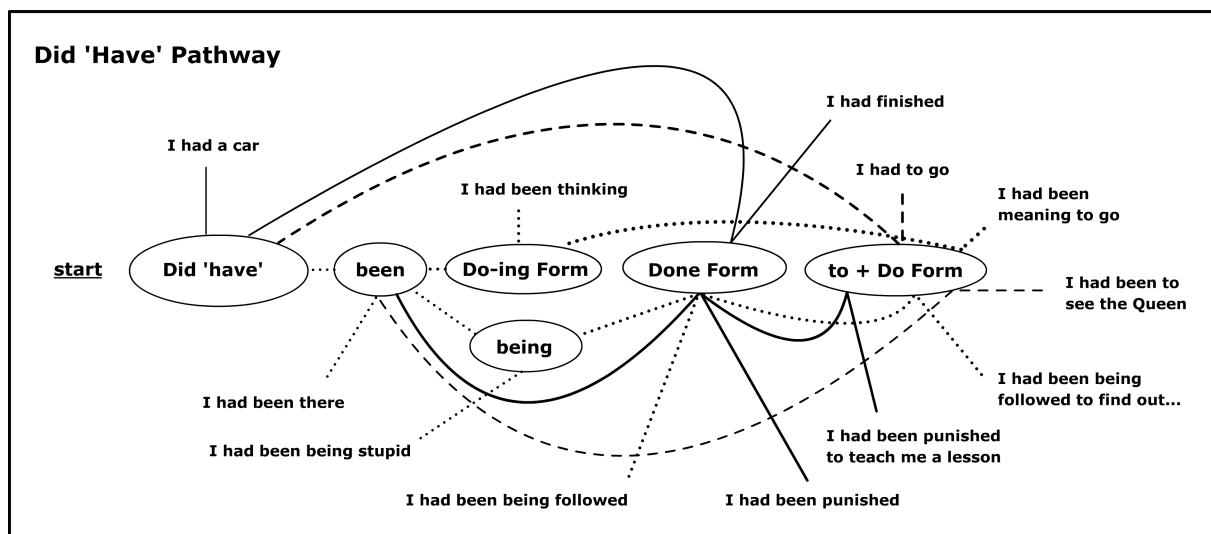 Did 'Have' Pathway
I had finished
I had a car
I had to go
I had been thinking
I had been
meaning to go
start
Did 'have'
been
Do-ing Form
Done Form
to + Do Form
I had been to
see the Queen
being
I had been being
followed to find out...
I had been there
I had been punished
to teach me a lesson
I had been being stupid
I had been being followed
I had been punished